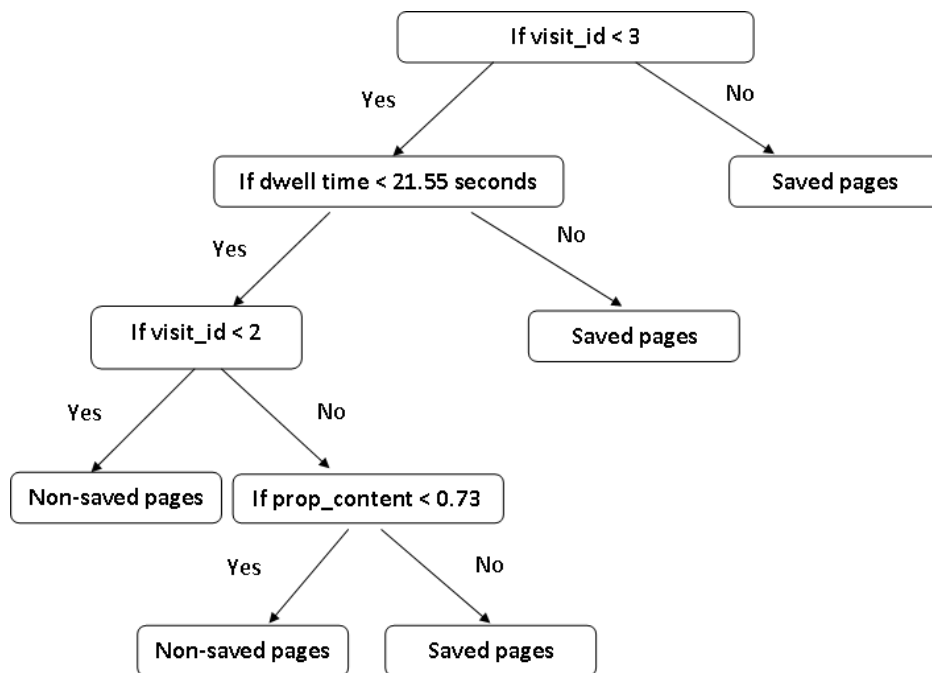 If visit_id < 3
Yes
No
If dwell time < 21.55 seconds
Saved pages
Yes
No
If visit_id < 2
Saved pages
Yes
No
Non-saved pages
If prop_content < 0.73
Yes
No
Non-saved pages
Saved pages